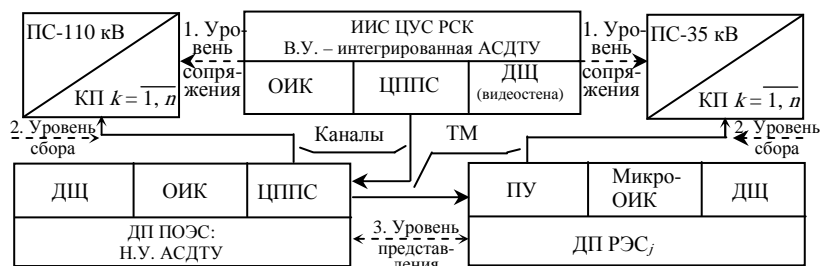 ПС-110 кВ
КП k = 1, n
1. Уро-
вень
сопря-
жения
ИИС ЦУС РСК
В.У. – интегрированная АСДТУ
ОИК
ЦППС
ДЩ
(видеостена)
1. Уро-
вень
сопря-
жения
ПС-35 кВ
КП k = 1, n
2. Уровень
сбора
Каналы
ТМ
2. Уровень
сбора
ДЩ
ОИК
ЦППС
ДП ПОЭС:
Н.У. АСДТУ
3. Уровень
представ-
ления
ПУ
Микро-
ОИК
ДЩ
ДП РЭСj